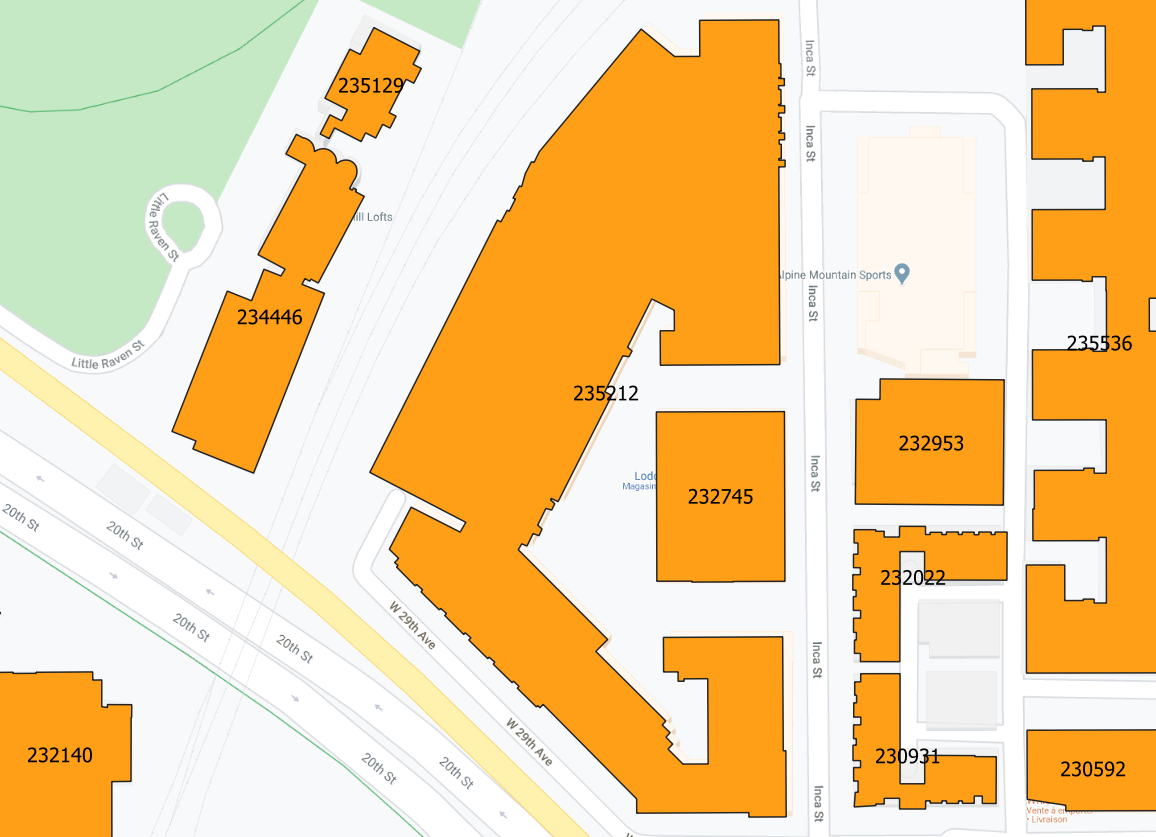 Inca St
235129
Inca St
Little Raven St
ill Lofts
lpine Mountain Sports
Inca St
234446
Little Raven St
235536
235212
232953
Inca St
Lodo
Magasin
232745
20th St
20th St
232022
W 29th Ave
20th St
20th St
Inca St
W 29th Ave
232140
230931
230592
20th St
20th St
Inca St
Vente à emporter
• Livraison